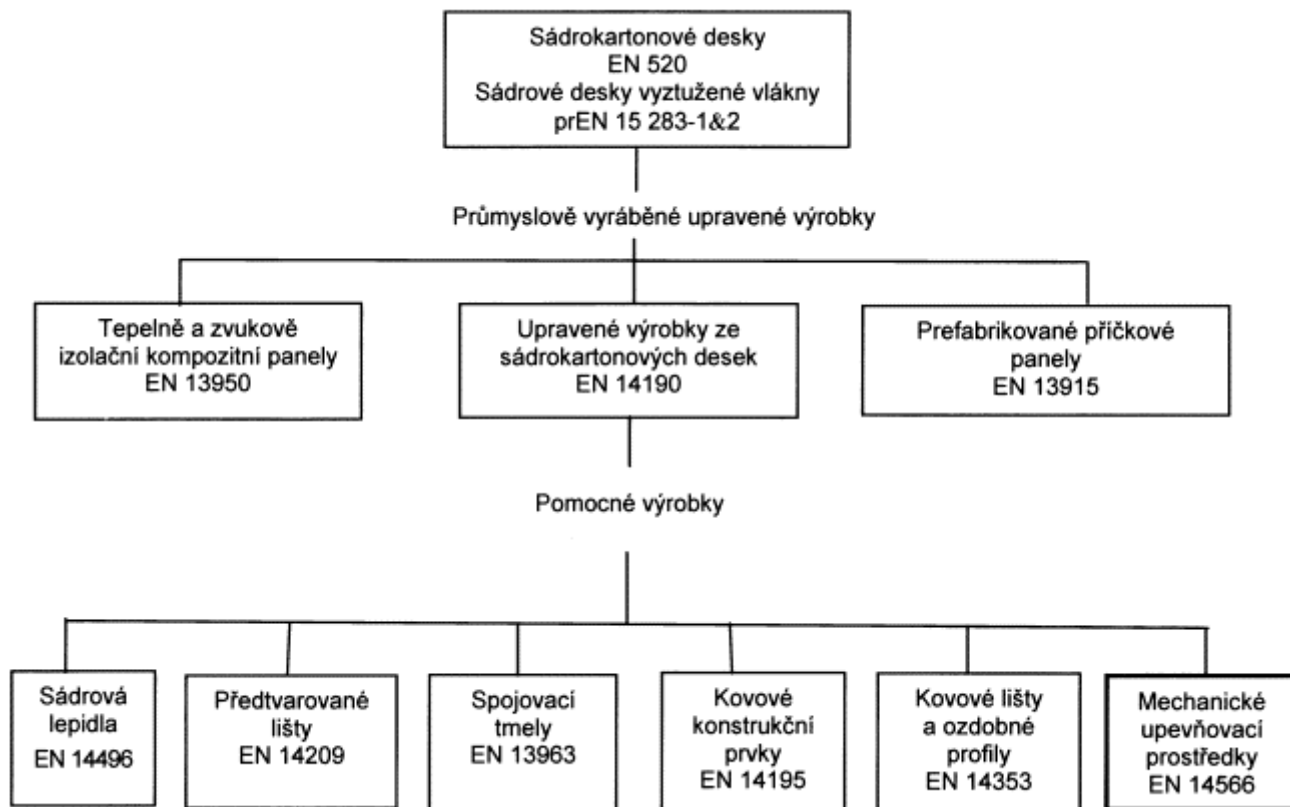 Sádrokartonové desky
EN 520
Sádrové desky vyztužené vlákny
prEN 15 283-1&2
Průmyslově vyráběné upravené výrobky
Tepelně a zvukově
izolační kompozitní panely
EN 13950
Upravené výrobky ze
sádrokartonových desek
EN 14190
Prefabrikované příčkové
panely
EN 13915
Pomocné výrobky
Sádrová
lepidla
EN 14496
Předtvarované
lišty
EN 14209
Spojovací
tmely
EN 13963
Kovové
konstrukční
prvky
EN 14195
Kovové lišty
a ozdobné
profily
EN 14353
Mechanické
upevňovací
prostředky
EN 14566